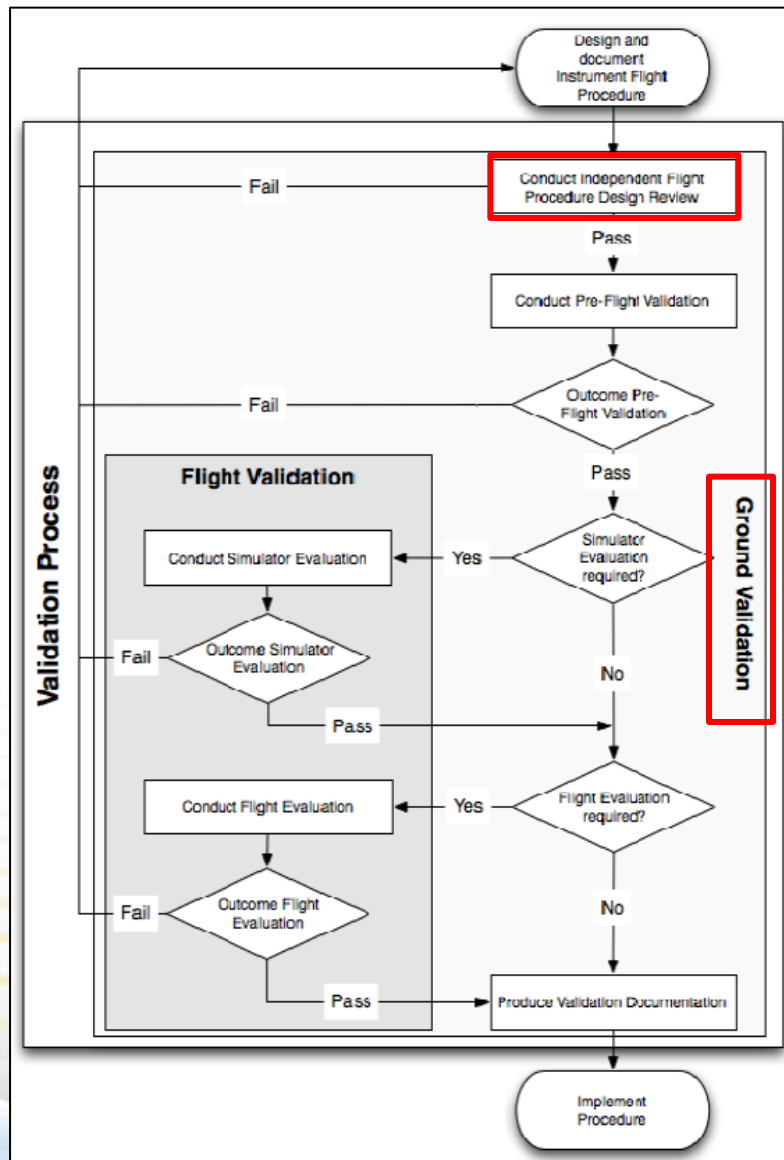 Design and
document
Instrument Flight
Procedure
Conduct Independent Flight
Procedure Design Review
Fail
Pass
Conduct Pre-Flight Validation
Outcome Pre-
Flight Validation
Fail
Pass
Flight Validation
Validation Process
Ground Validation
Conduct Simulator Evaluation
Yes
Simulator
Evaluation
required?
Outcome Simulator
Evaluation
Fail
No
Pass
Conduct Flight Evaluation
Yes
Flight Evaluation
required?
Outcome Flight
Evaluation
Fail
No
Pass
Produce Validation Documentation
Implement
Procedure